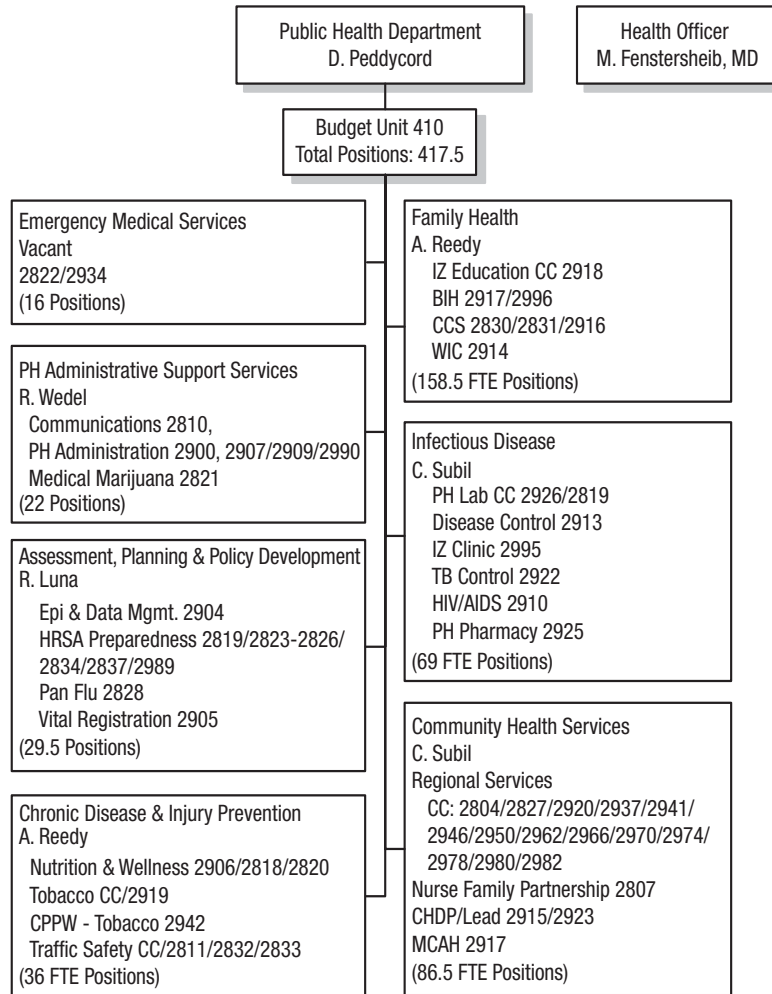 Public Health Department
D. Peddycord
Health Officer
M. Fenstersheib, MD
Budget Unit 410
Total Positions: 417.5
Emergency Medical Services
Vacant
2822/2934
(16 Positions)
PH Administrative Support Services
R. Wedel
Communications 2810,
PH Administration 2900, 2907/2909/2990
Medical Marijuana 2821
(22 Positions)
Assessment, Planning & Policy Development
R. Luna
Epi & Data Mgmt. 2904
HRSA Preparedness 2819/2823-2826/
2834/2837/2989
Pan Flu 2828
Vital Registration 2905
(29.5 Positions)
Chronic Disease & Injury Prevention
A. Reedy
Nutrition & Wellness 2906/2818/2820
Tobacco CC/2919
CPPW - Tobacco 2942
Traffic Safety CC/2811/2832/2833
(36 FTE Positions)
Family Health
A. Reedy
IZ Education CC 2918
BIH 2917/2996
CCS 2830/2831/2916
WIC 2914
(158.5 FTE Positions)
Infectious Disease
C. Subil
PH Lab CC 2926/2819
Disease Control 2913
IZ Clinic 2995
TB Control 2922
HIV/AIDS 2910
PH Pharmacy 2925
(69 FTE Positions)
Community Health Services
C. Subil
Regional Services
CC: 2804/2827/2920/2937/2941/
2946/2950/2962/2966/2970/2974/
2978/2980/2982
Nurse Family Partnership 2807
CHDP/Lead 2915/2923
MCAH 2917
(86.5 FTE Positions)